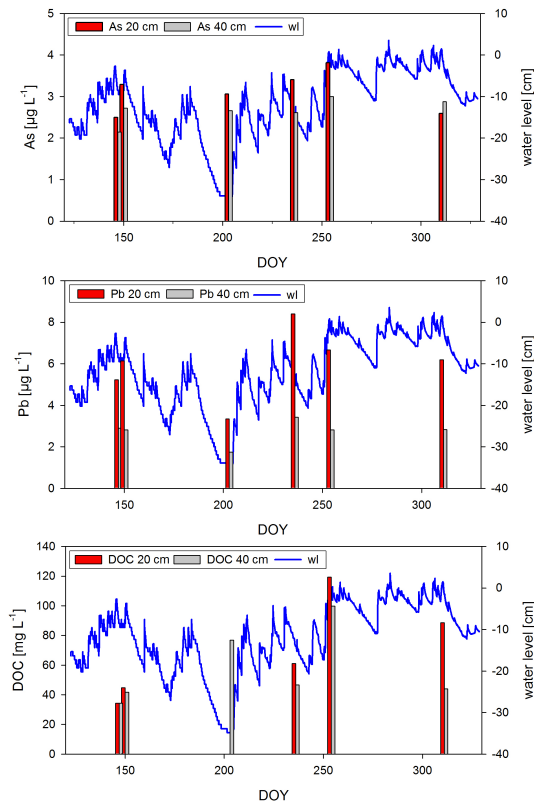 As 20 cm As 40 cm wl
5 4 3 2 1 0
As [µg L⁻¹]
10 0 -10 -20 -30 -40
water level [cm]
150 200 250 300
DOY
Pb 20 cm Pb 40 cm wl
10 8 6 4 2 0
Pb [µg L⁻¹]
10 0 -10 -20 -30 -40
water level [cm]
150 200 250 300
DOY
DOC 20 cm DOC 40 cm wl
140 120 100 80 60 40 20 0
DOC [mg L⁻¹]
10 0 -10 -20 -30 -40
water level [cm]
150 200 250 300
DOY